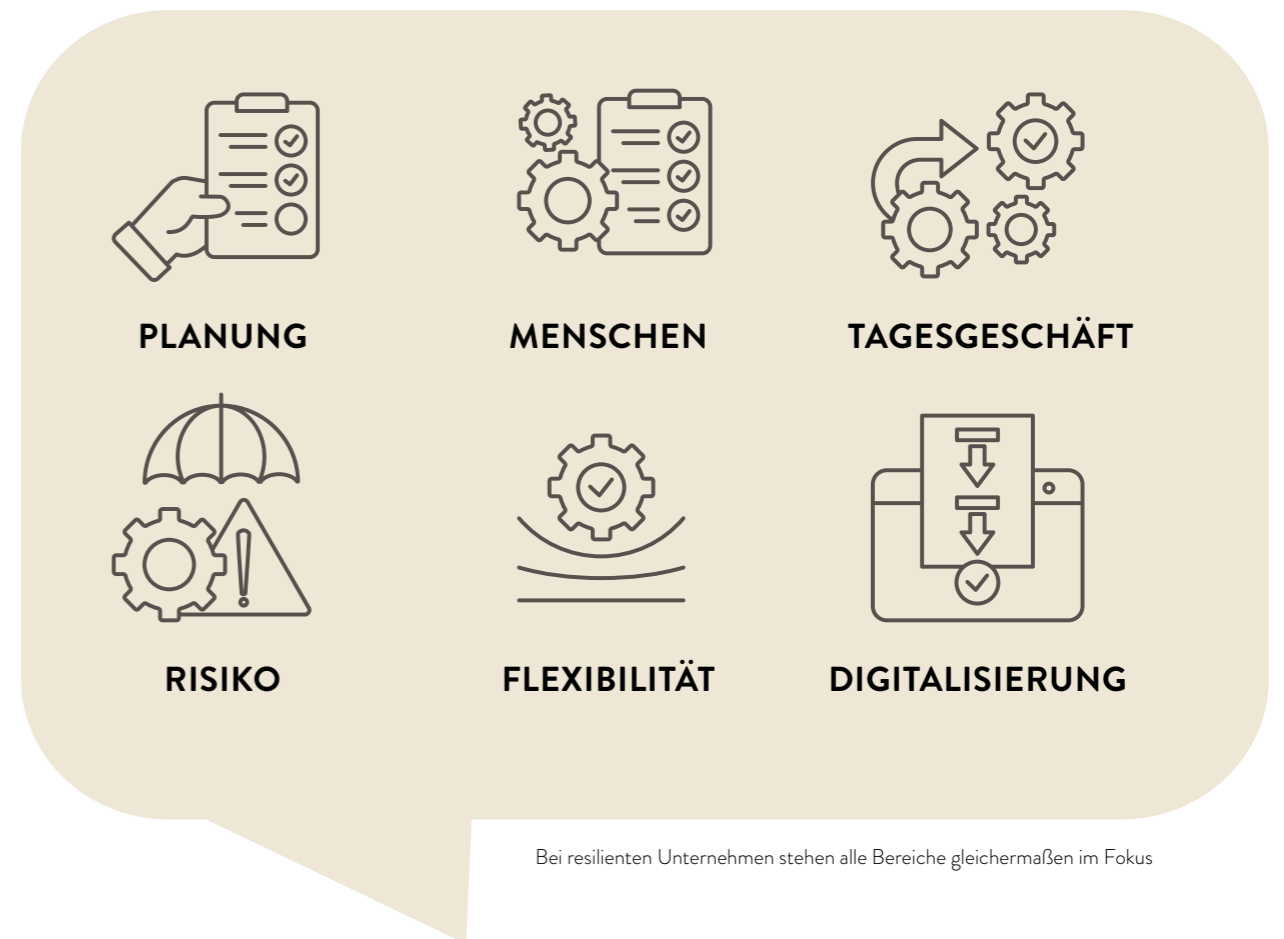 PLANUNG
MENSCHEN
TAGESGESCHÄFT
RISIKO
FLEXIBILITÄT
DIGITALISIERUNG
Bei resilienten Unternehmen stehen alle Bereiche gleichermaßen im Fokus